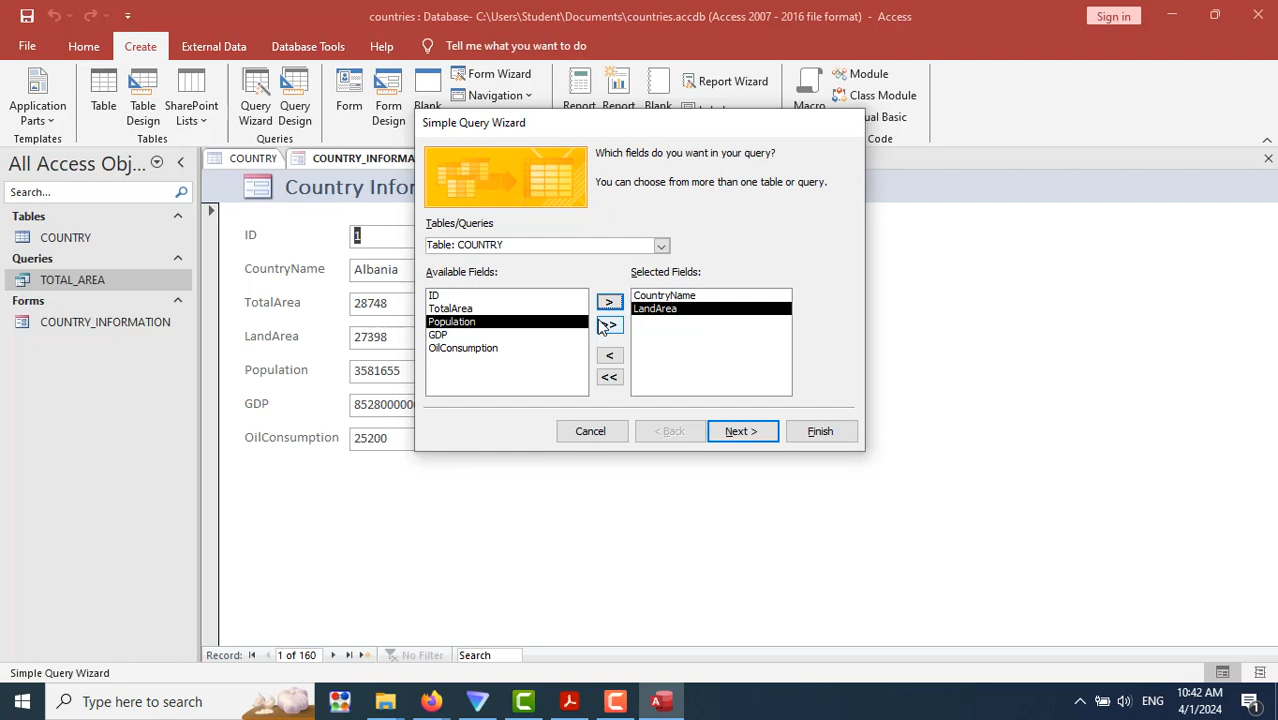 countries : Database- C:\Users\Student\Documents\countries.accdb (Access 2007 - 2016 file format) - Access
Sign in
File
Home
Create
External Data
Database Tools
Help
Tell me what you want to do
Application Parts
Templates
Table
Table Design
SharePoint Lists
Tables
Query Wizard
Query Design
Queries
Form
Form Design
Blank
Form Wizard
Navigation
Report
Report
Blank
Report Wizard
Macro
Module
Class Module
Code
All Access Obj...
Search...
Tables
COUNTRY
Queries
TOTAL_AREA
Forms
COUNTRY_INFORMATION
COUNTRY
COUNTRY_INFORMA
Country Infor
ID
1
CountryName
Albania
TotalArea
28748
LandArea
27398
Population
3581655
GDP
OilConsumption
25200
Simple Query Wizard
Which fields do you want in your query?
You can choose from more than one table or query.
Tables/Queries
Table: COUNTRY
Available Fields:
Selected Fields:
ID
TotalArea
Population
GDP
OilConsumption
>
>>
<
<<
CountryName
LandArea
Cancel
< Back
Next >
Finish
Record:
1 of 160
No Filter
Search
Simple Query Wizard
Type here to search
ENG
10:42 AM
4/1/2024
1